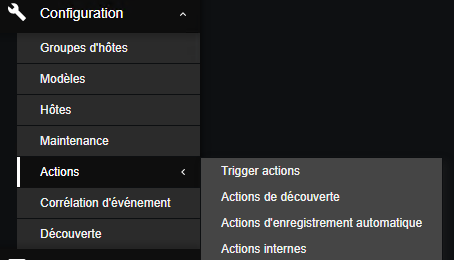 Configuration
Groupes d'hôtes
Modèles
Hôtes
Maintenance
Actions
Trigger actions
Actions de découverte
Actions d'enregistrement automatique
Actions internes
Corrélation d'événement
Découverte